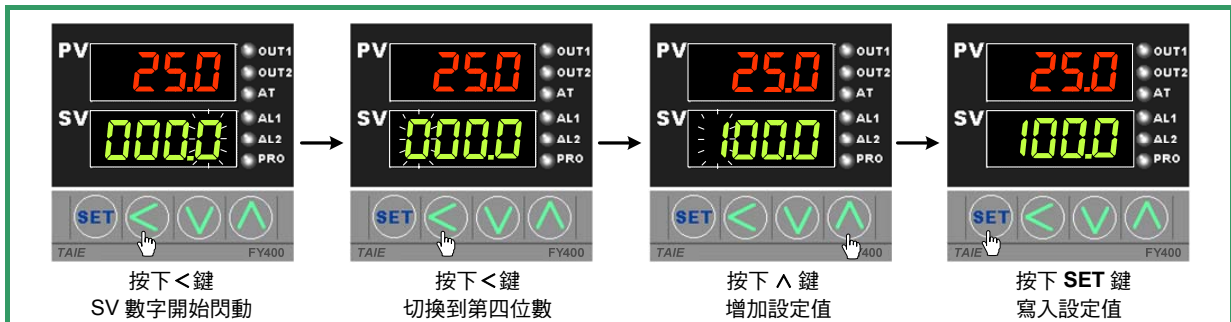 PV 25.0 OUT1
OUT2
AT
SV 000.0 AL1
AL2
PRO
SET < ∨ ∧
TAIE FY400
按下<鍵
SV 數字開始閃動
PV 25.0 OUT1
OUT2
AT
SV 000.0 AL1
AL2
PRO
SET < ∨ ∧
TAIE FY400
按下<鍵
切換到第四位數
PV 25.0 OUT1
OUT2
AT
SV 100.0 AL1
AL2
PRO
SET < ∨ ∧
TAIE 400
按下 ∧ 鍵
增加設定值
PV 25.0 OUT1
OUT2
AT
SV 100.0 AL1
AL2
PRO
SET < ∨ ∧
TAIE FY400
按下 SET 鍵
寫入設定值